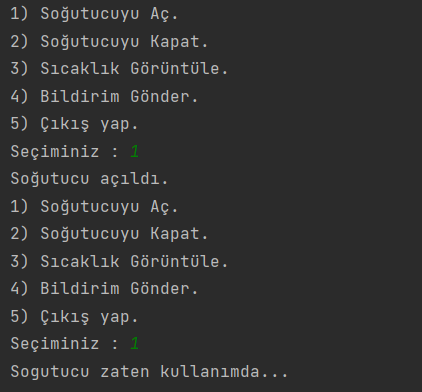 1) Soğutucuyu Aç.
2) Soğutucuyu Kapat.
3) Sıcaklık Görüntüle.
4) Bildirim Gönder.
5) Çıkış yap.
Seçiminiz : 1
Soğutucu açıldı.
1) Soğutucuyu Aç.
2) Soğutucuyu Kapat.
3) Sıcaklık Görüntüle.
4) Bildirim Gönder.
5) Çıkış yap.
Seçiminiz : 1
Sogutucu zaten kullanımda...